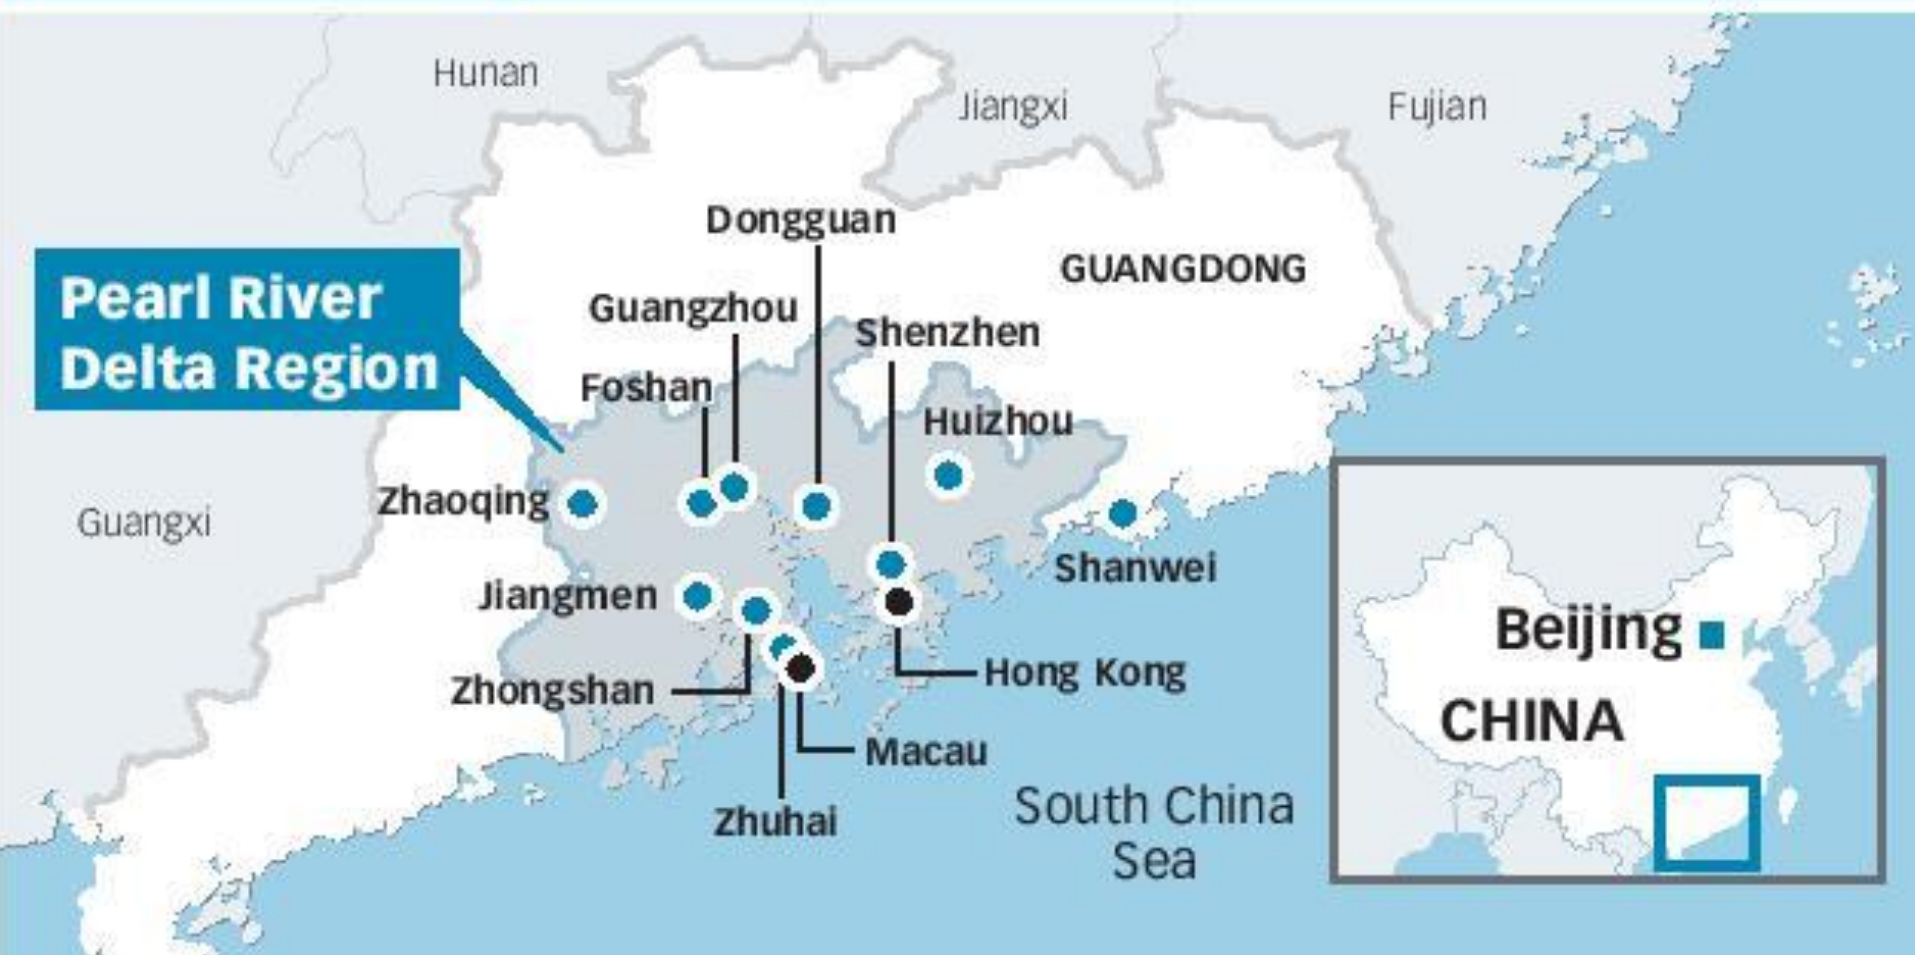 Hunan
Jiangxi
Fujian
Dongguan
GUANGDONG
Pearl River
Delta Region
Guangzhou
Shenzhen
Foshan
Huizhou
Zhaoqing
Guangxi
Shanwei
Jiangmen
Beijing
Hong Kong
Zhongshan
CHINA
Macau
Zhuhai
South China
Sea